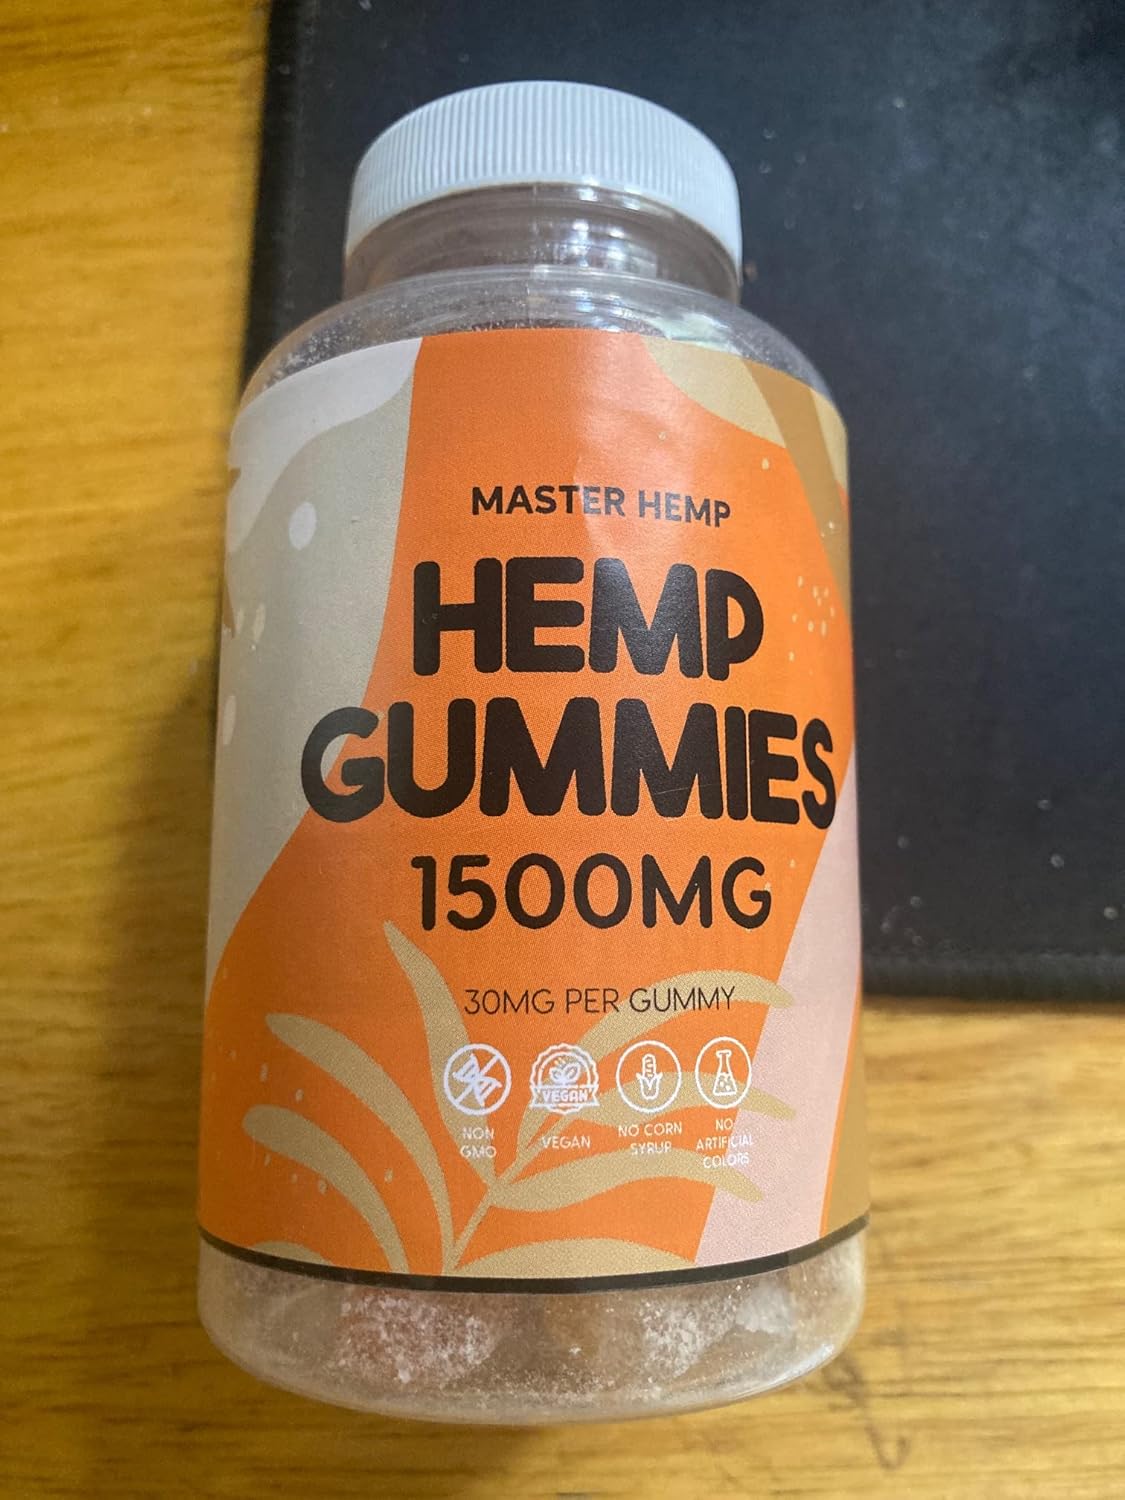 MASTER HEMP
HEMP
GUMMIES
1500MG
30MG PER GUMMY
NON
GMO
VEGAN
VEGAN
NO CORN
SYRUP
NO
ARTIFICIAL
COLORS